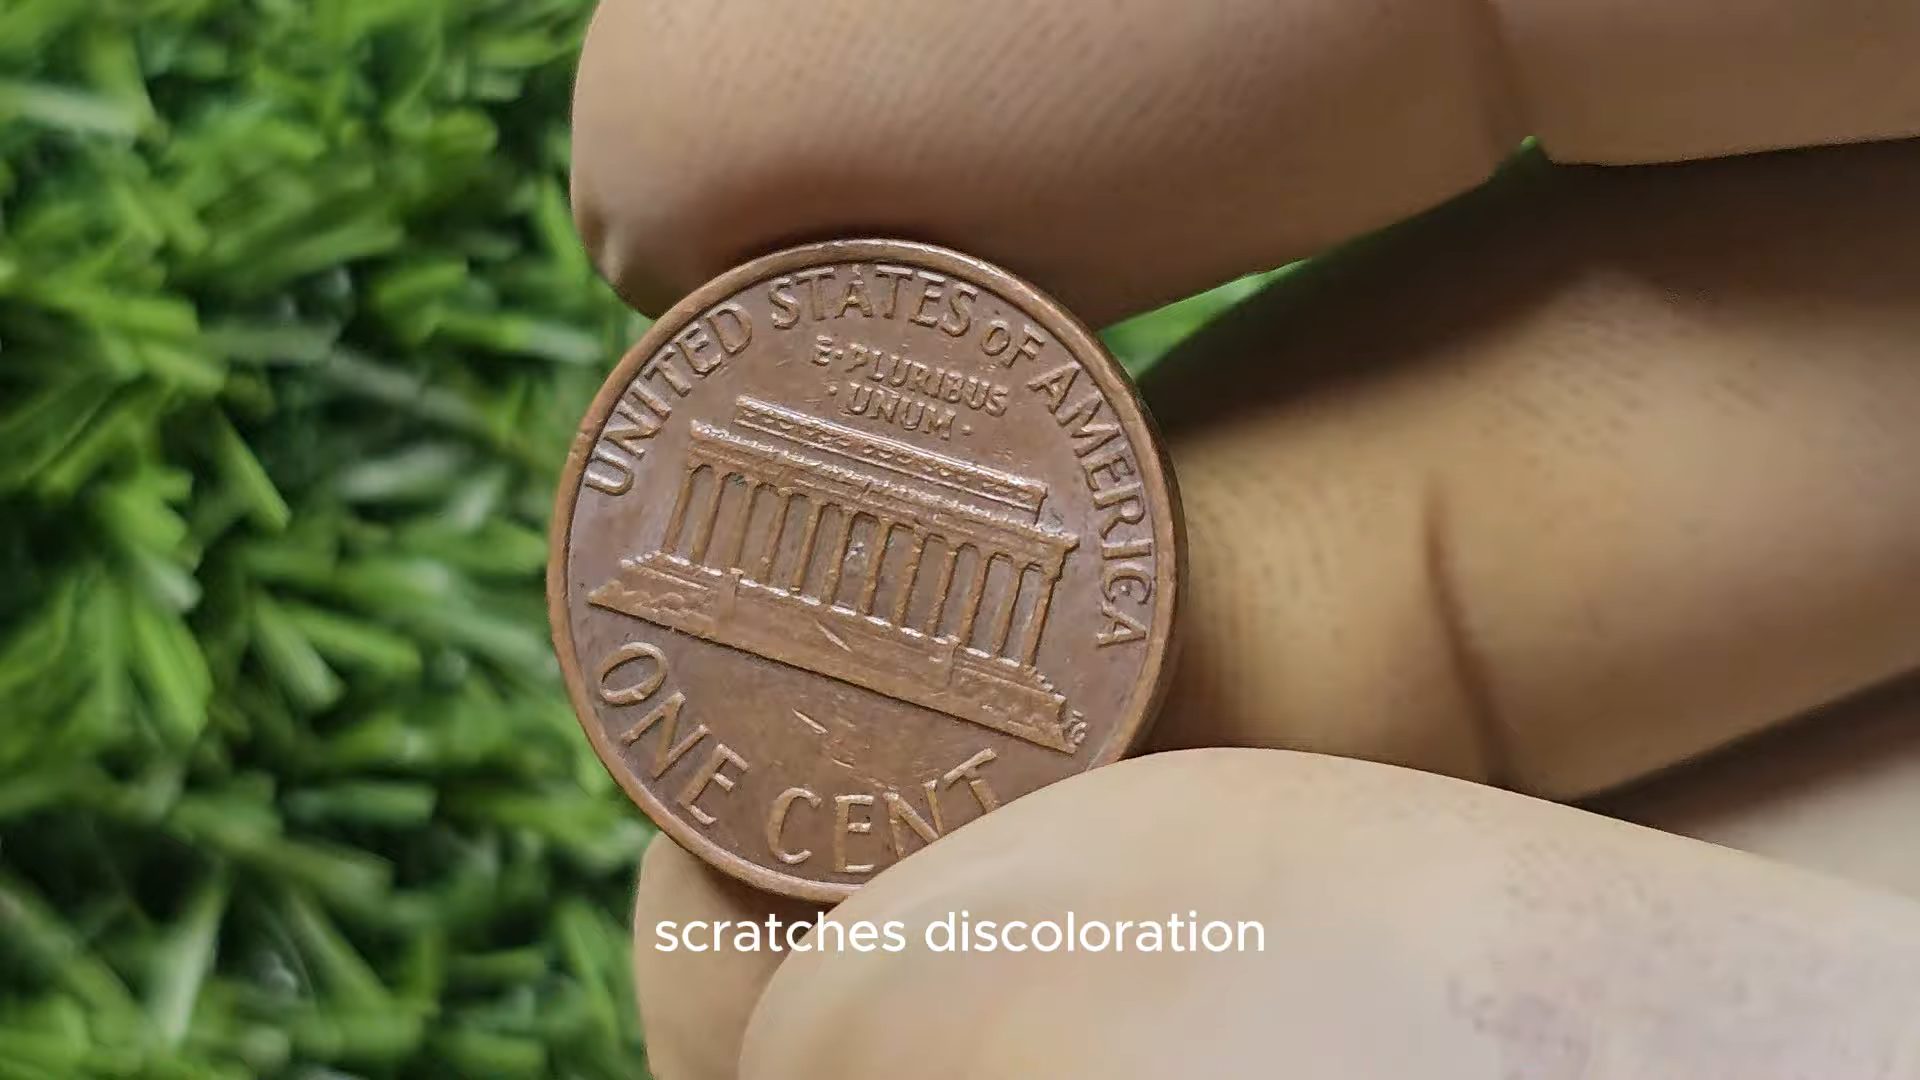 UNITED STATES OF AMERICA
E·PLURIBUS
·UNUM·
ONE CENT
scratches discoloration